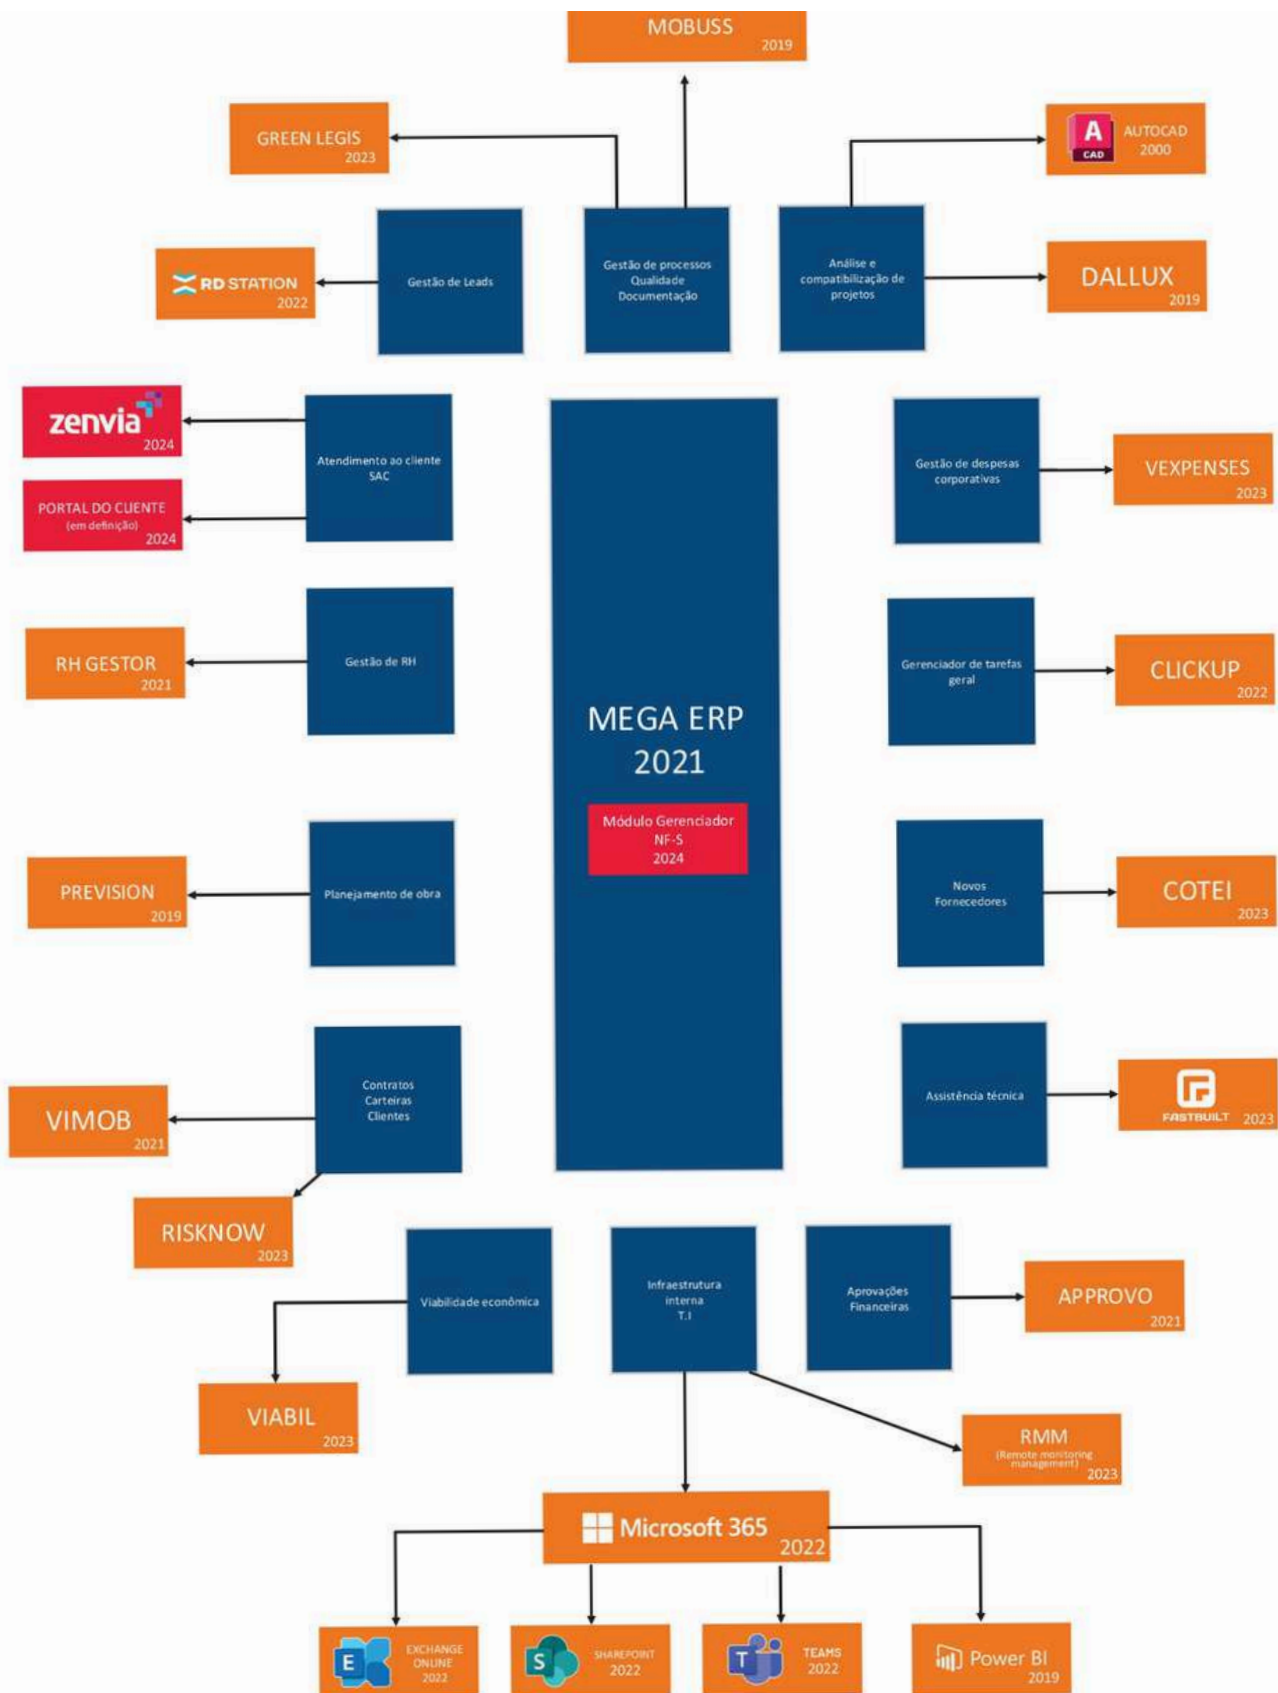 MOBUSS
2019
GREEN LEGIS
2023
A
CAD
AUTOCAD
2000
RD STATION
2022
Gestão de Leads
Gestão de processos
Qualidade
Documentação
Análise e
compatibilização de
projetos
DALLUX
2019
zenvia
2024
PORTAL DO CLIENTE
(em definição)
2024
Atendimento ao cliente
SAC
Gestão de despesas
corporativas
VEXPENSES
2023
RH GESTOR
2021
Gestão de RH
Gerenciador de tarefas
geral
CLICKUP
2022
MEGA ERP
2021
Módulo Gerenciador
NF-S
2024
PREVISION
2019
Planejamento de obra
Novos
Fornecedores
COTEI
2023
VIMOB
2021
Contratos
Carteiras
Clientes
Assistência técnica
FASTBUILT
2023
RISKNOW
2023
Viabilidade econômica
Infraestrutura
interna
T.I
Aprovações
Financeiras
APPROVO
2021
VIABIL
2023
RMM
(Remote monitoring
management)
2023
Microsoft 365
2022
E
EXCHANGE
ONLINE
2022
S
SHAREPOINT
2022
T
TEAMS
2022
Power BI
2019